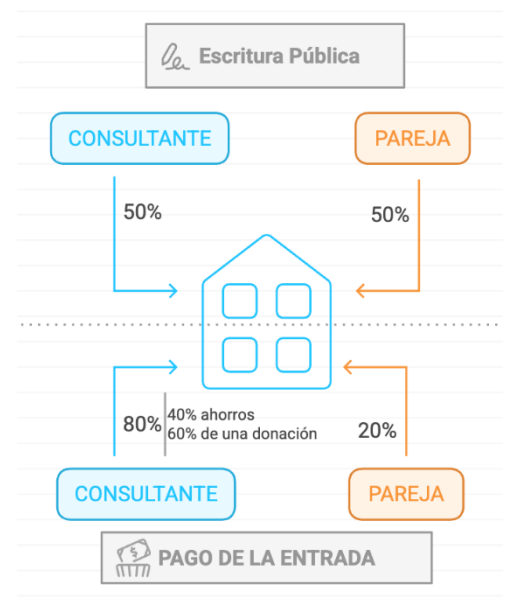 Escritura Pública
CONSULTANTE
PAREJA
50%
50%
80%
40% ahorros
60% de una donación
20%
CONSULTANTE
PAREJA
$
PAGO DE LA ENTRADA